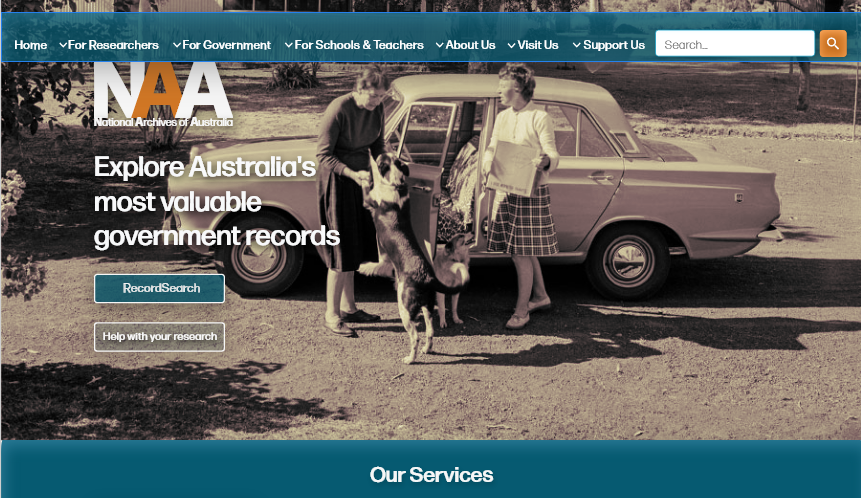 Home
For Researchers
For Government
For Schools & Teachers
About Us
Visit Us
Support Us
Search...
NAA
National Archives of Australia
Explore Australia's
most valuable
government records
RecordSearch
Help with your research
Our Services